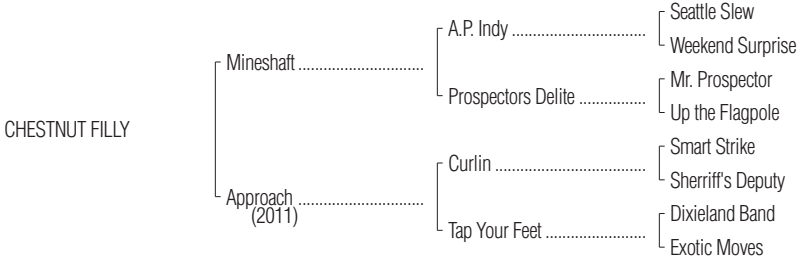 Seattle Slew
A.P. Indy ................................
Weekend Surprise
Mineshaft ..............................
Mr. Prospector
Prospectors Delite ................
Up the Flagpole
CHESTNUT FILLY
Smart Strike
Curlin ....................................
Sherriff's Deputy
Approach ..............................
(2011)
Dixieland Band
Tap Your Feet ........................
Exotic Moves